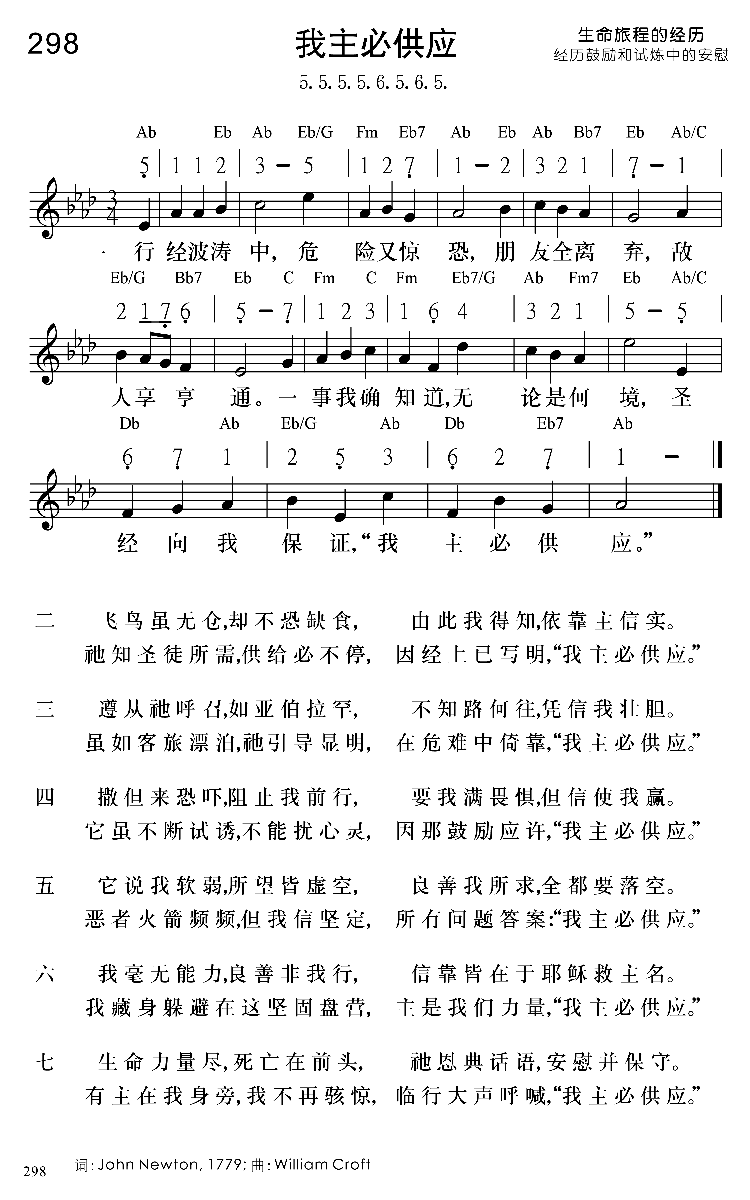 298
我主必供应
生命旅程的经历
经历鼓励和试炼中的安慰
5.5.5.5.6.5.6.5.
Ab Eb Ab Eb/G Fm Eb7 Ab Eb Ab Bb7 Eb Ab/C
5 | 1 1 2 | 3 – 5 | 1 2 7 | 1 – 2 | 3 2 1 | 7 – 1 |
3/4
行 经波涛 中, 危 险又惊 恐, 朋 友全离 弃, 敌
Eb/G Bb7 Eb C Fm C Fm Eb7/G Ab Fm7 Eb Ab/C
2 1 7 6 | 5 – 7 | 1 2 3 | 1 6 4 | 3 2 1 | 5 – 5 |
人享 亨 通。一 事我确 知道,无 论是何 境, 圣
Db Ab Eb/G Ab Db Eb7 Ab
6 7 1 | 2 5 3 | 6 2 7 | 1 –
经 向 我 保 证,“我 主 必 供 应。”
二 飞鸟虽无仓,却不恐缺食, 由此我得知,依靠主信实。
祂知圣徒所需,供给必不停, 因经上已写明,“我主必供应。”
三 遵从祂呼召,如亚伯拉罕, 不知路何往,凭信我壮胆。
虽如客旅漂泊,祂引导显明, 在危难中倚靠,“我主必供应。”
四 撒但来恐吓,阻止我前行, 要我满畏惧,但信使我赢。
它虽不断试诱,不能扰心灵, 因那鼓励应许,“我主必供应。”
五 它说我软弱,所望皆虚空, 良善我所求,全都要落空。
恶者火箭频频,但我信坚定, 所有问题答案:“我主必供应。”
六 我毫无能力,良善非我行, 信靠皆在于耶稣救主名。
我藏身躲避在这坚固盘营, 主是我们力量,“我主必供应。”
七 生命力量尽,死亡在前头, 祂恩典话语,安慰并保守。
有主在我身旁,我不再骇惊, 临行大声呼喊,“我主必供应。”
298 词: John Newton, 1779; 曲: William Croft